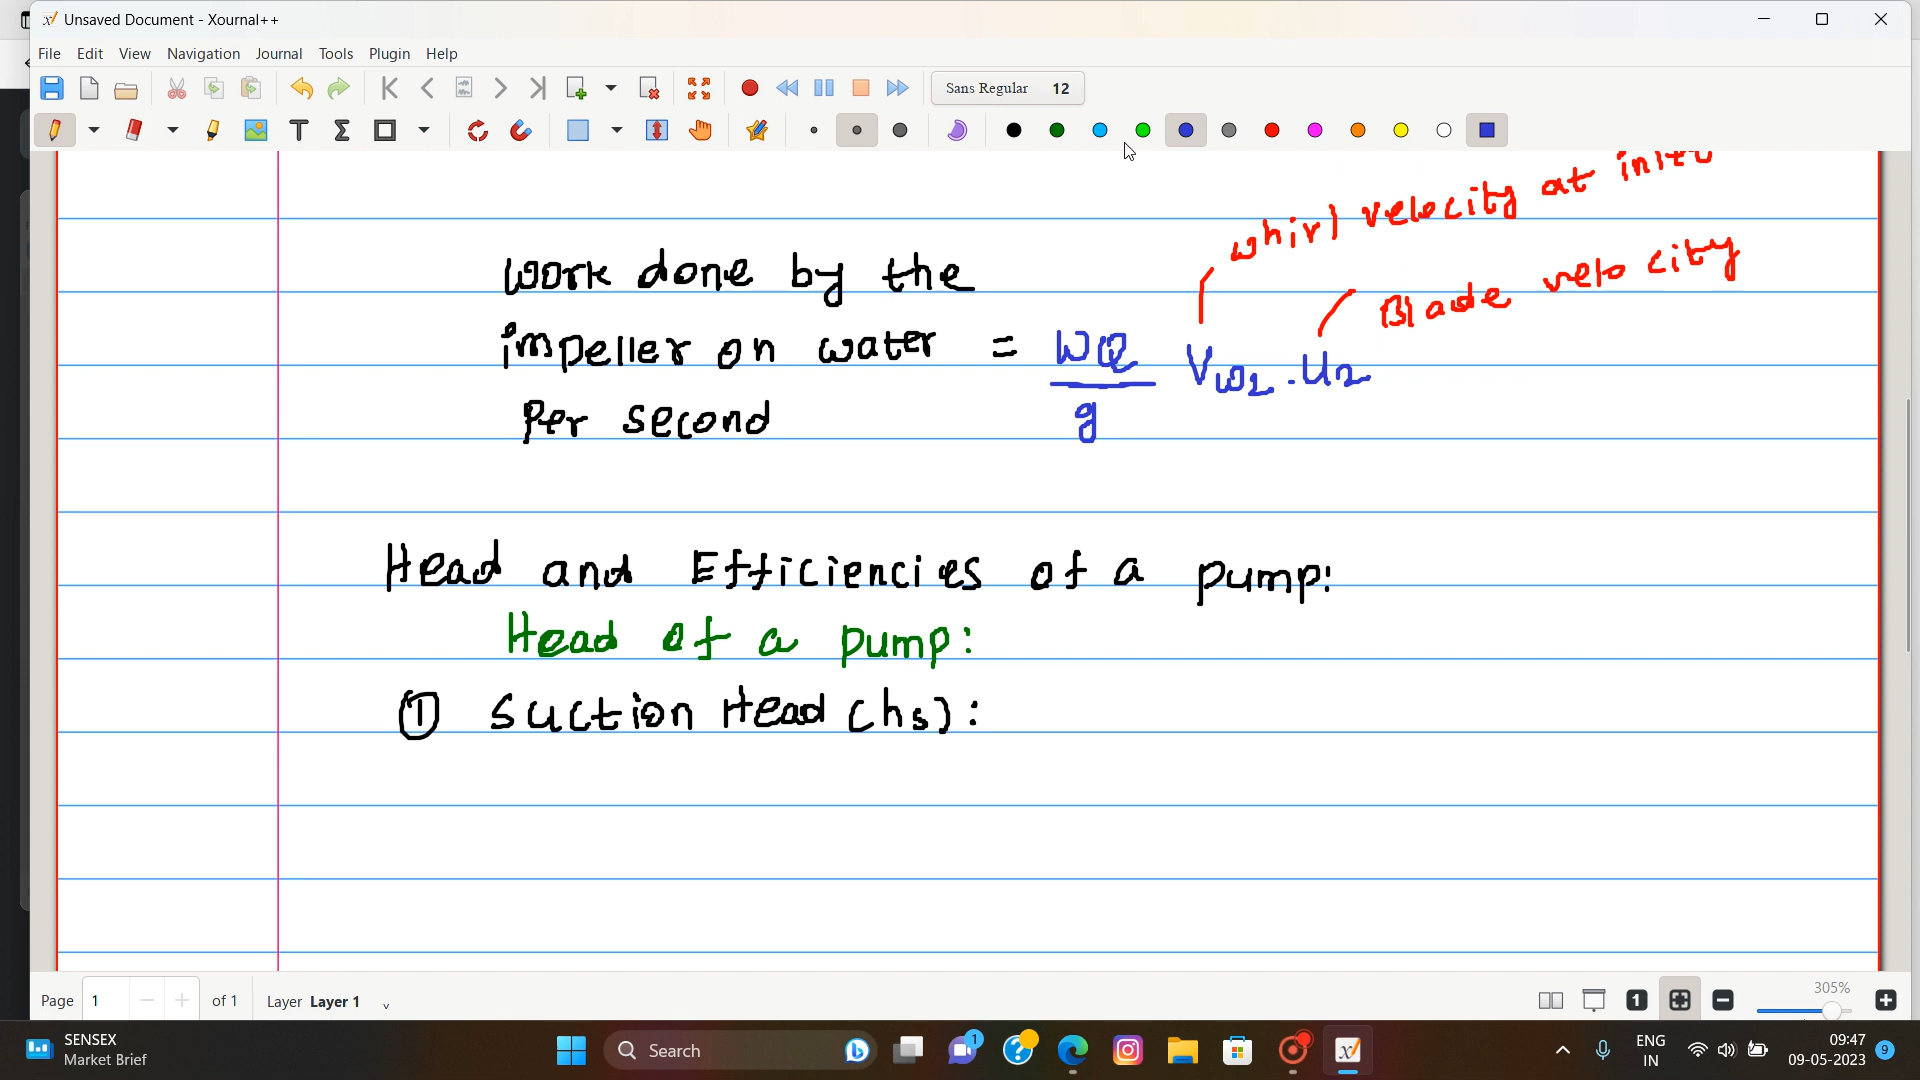 Unsaved Document - Xournal++
File Edit View Navigation Journal Tools Plugin Help
Sans Regular 12
whirl velocity at inlet
Blade velocity
Work done by the
impeller on water = WQ/g Vw2 . U2
Per second
Head and Efficiencies of a pump:
Head of a pump:
① Suction Head (hs):
Page 1 of 1 Layer Layer 1
305%
SENSEX
Market Brief
Search
1
ENG
IN
09:47
09-05-2023
9